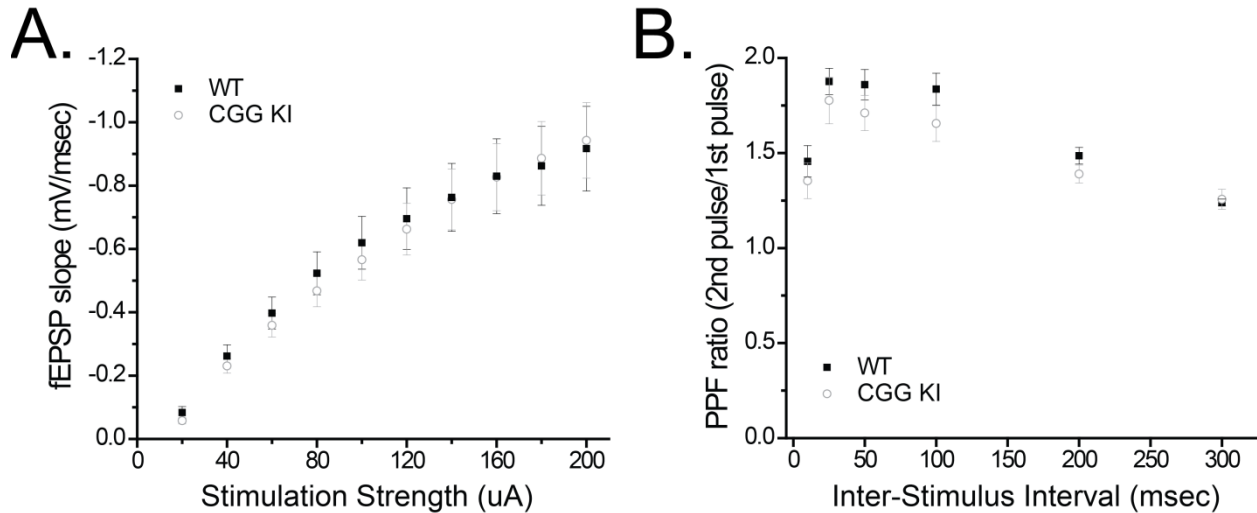 A.
-1.2
-1.0
-0.8
-0.6
-0.4
-0.2
0.0
fEPSP slope (mV/msec)
WT
CGG KI
0 40 80 120 160 200
Stimulation Strength (uA)
B.
2.0
1.5
1.0
0.5
0.0
PPF ratio (2nd pulse/1st pulse)
WT
CGG KI
0 50 100 150 200 250 300
Inter-Stimulus Interval (msec)